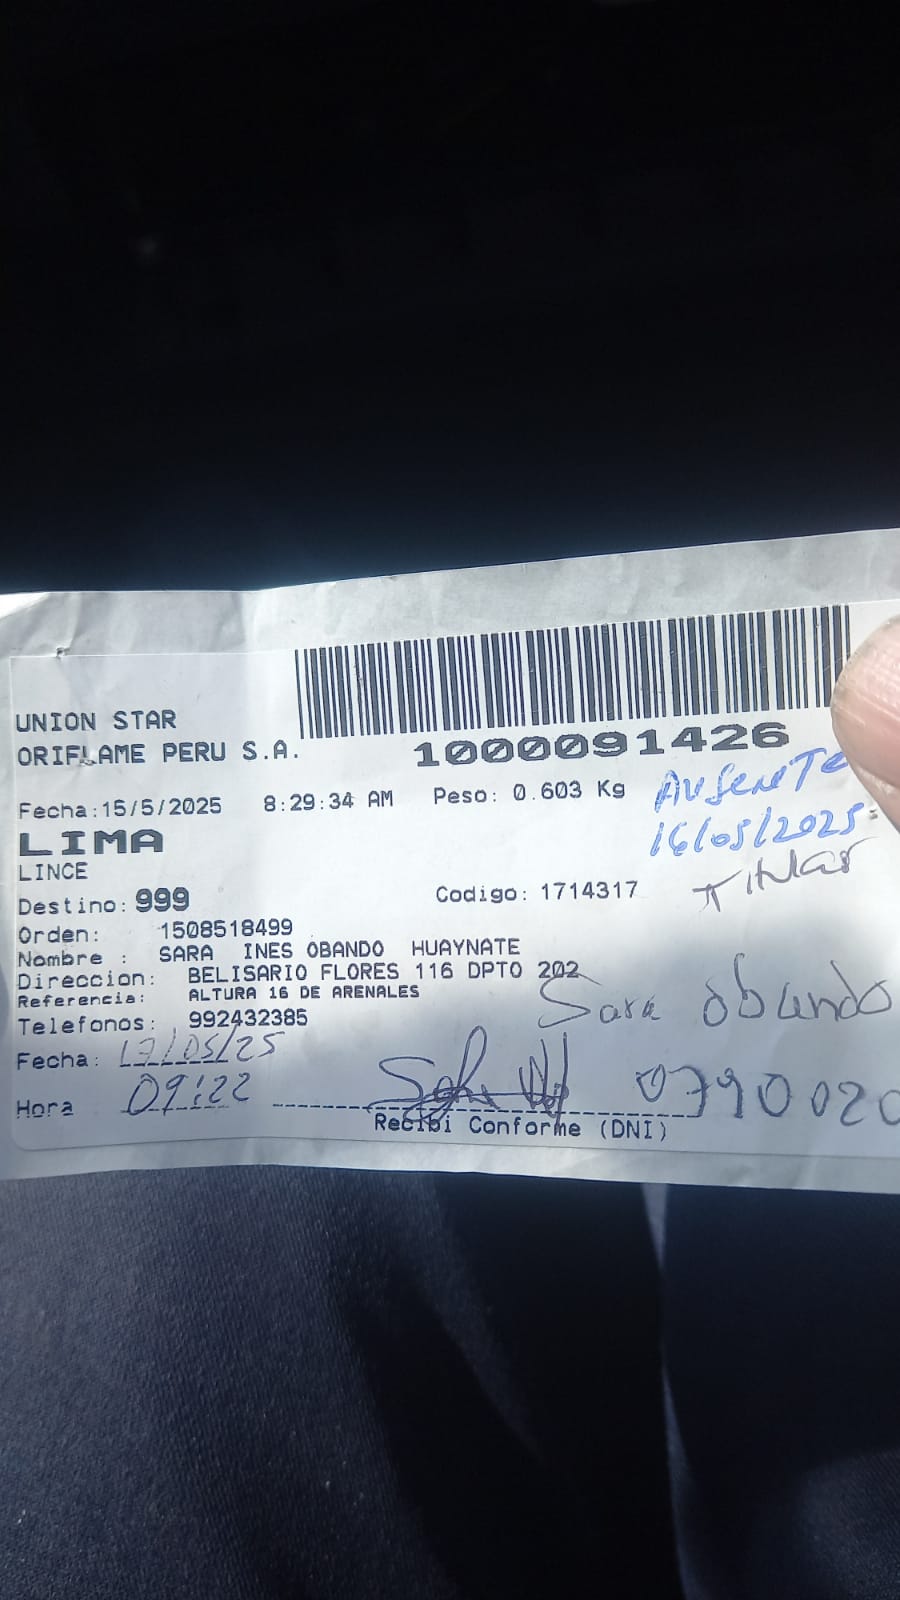 UNION STAR
ORIFLAME PERU S.A.
1000091426
Fecha:15/5/2025 8:29:34 AM Peso: 0.603 Kg
AUSENTE
16/05/2025
LIMA
LINCE
Titular
Destino: 999 Codigo: 1714317
Orden: 1508518499
Nombre : SARA INES OBANDO HUAYNATE
Direccion: BELISARIO FLORES 116 DPTO 202
Referencia: ALTURA 16 DE ARENALES
Sara Obando
Telefonos: 992432385
Fecha: 17/05/25
Hora 09:22
0790020
Recibi Conforme (DNI)